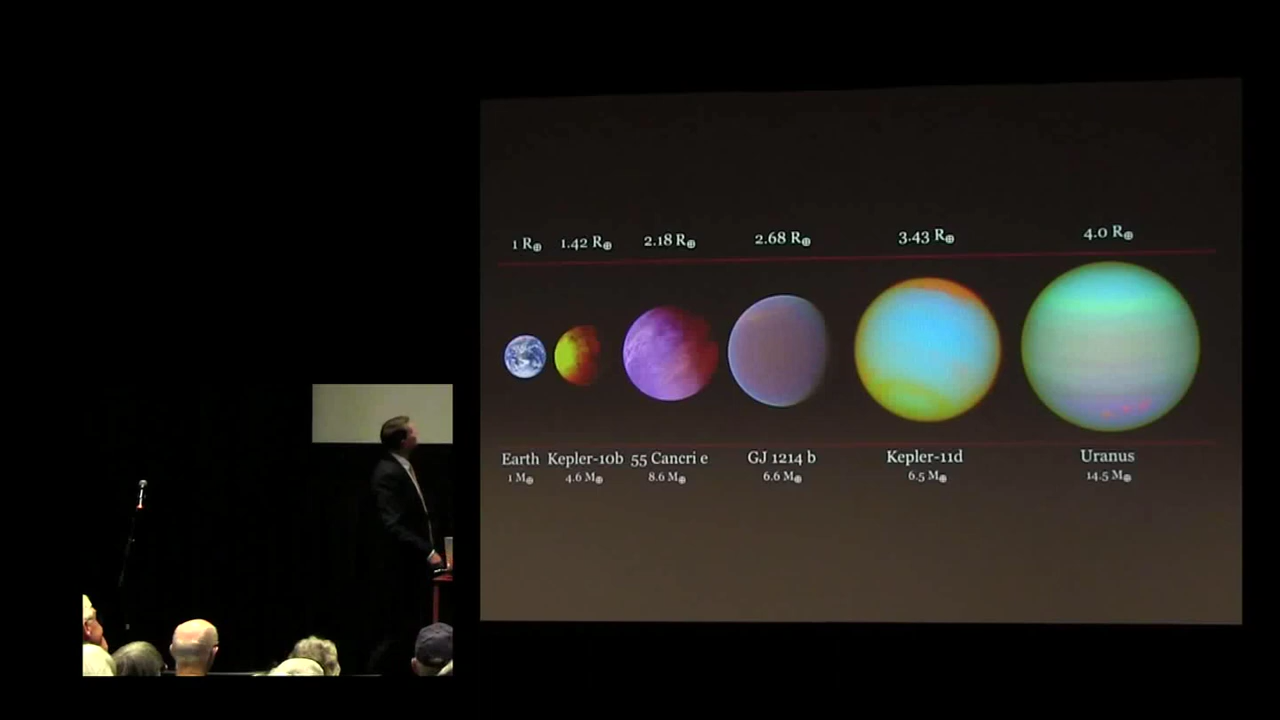 1 R⊕ 1.42 R⊕ 2.18 R⊕ 2.68 R⊕ 3.43 R⊕ 4.0 R⊕
Earth Kepler-10b 55 Cancri e GJ 1214 b Kepler-11d Uranus
1 M⊕ 4.6 M⊕ 8.6 M⊕ 6.6 M⊕ 6.5 M⊕ 14.5 M⊕